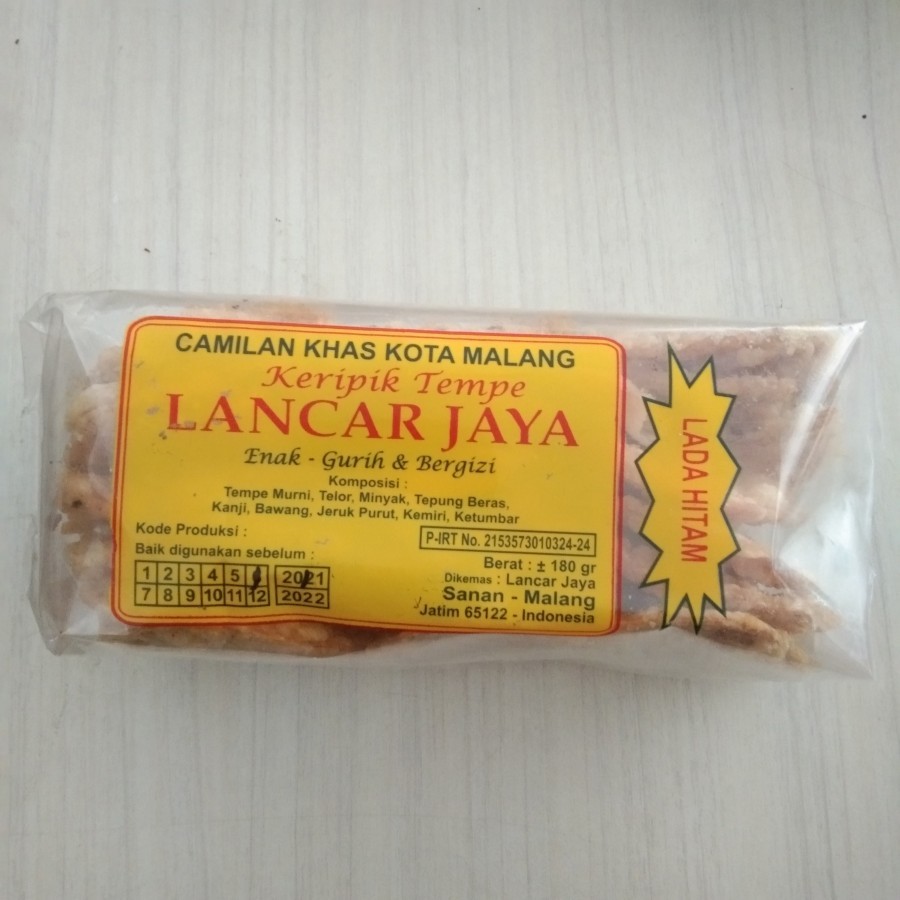 CAMILAN KHAS KOTA MALANG
Keripik Tempe
LANCAR JAYA
Enak - Gurih & Bergizi
Komposisi :
Tempe Murni, Telor, Minyak, Tepung Beras,
Kanji, Bawang, Jeruk Purut, Kemiri, Ketumbar
Kode Produksi :
Baik digunakan sebelum :
1 2 3 4 5 2021
7 8 9 10 11 12 2022
P-IRT No. 2153573010324-24
Berat : ± 180 gr
Dikemas : Lancar Jaya
Sanan - Malang
Jatim 65122 - Indonesia
LADA HITAM